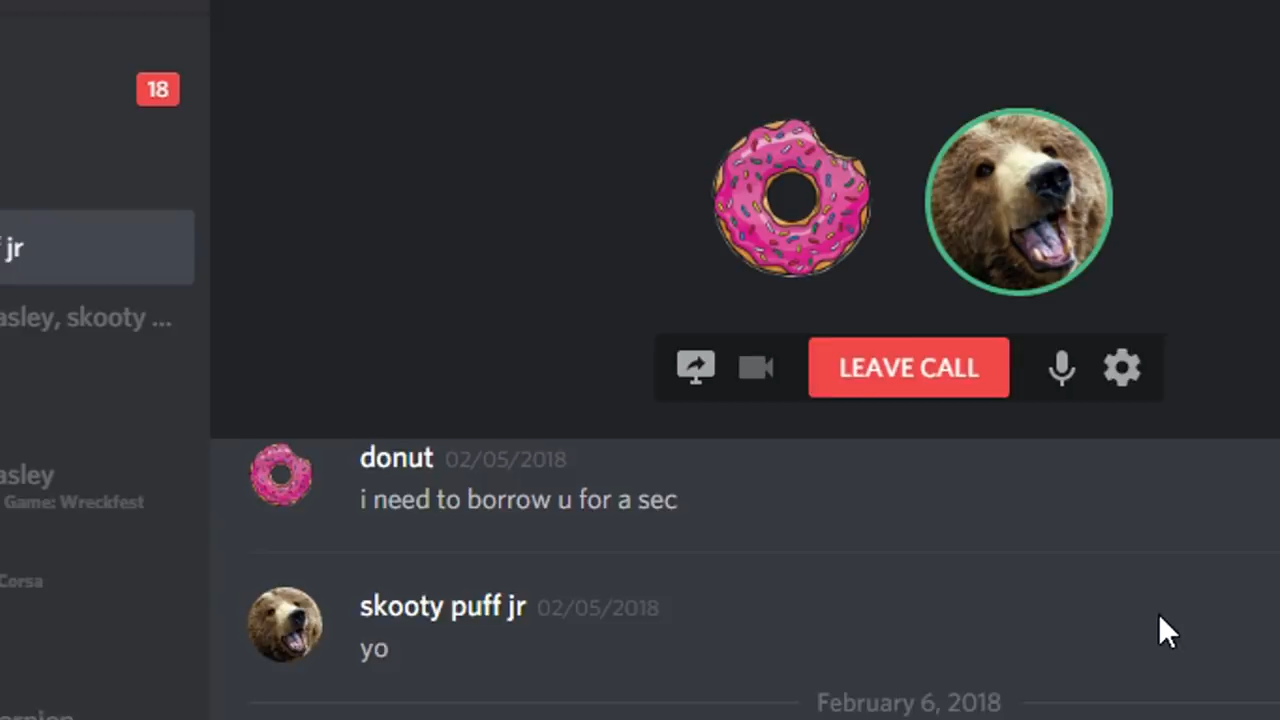 18
jr
asley, skooty ...
asley
Game: Wreckfest
Corsa
LEAVE CALL
donut 02/05/2018
i need to borrow u for a sec
skooty puff jr 02/05/2018
yo
February 6, 2018